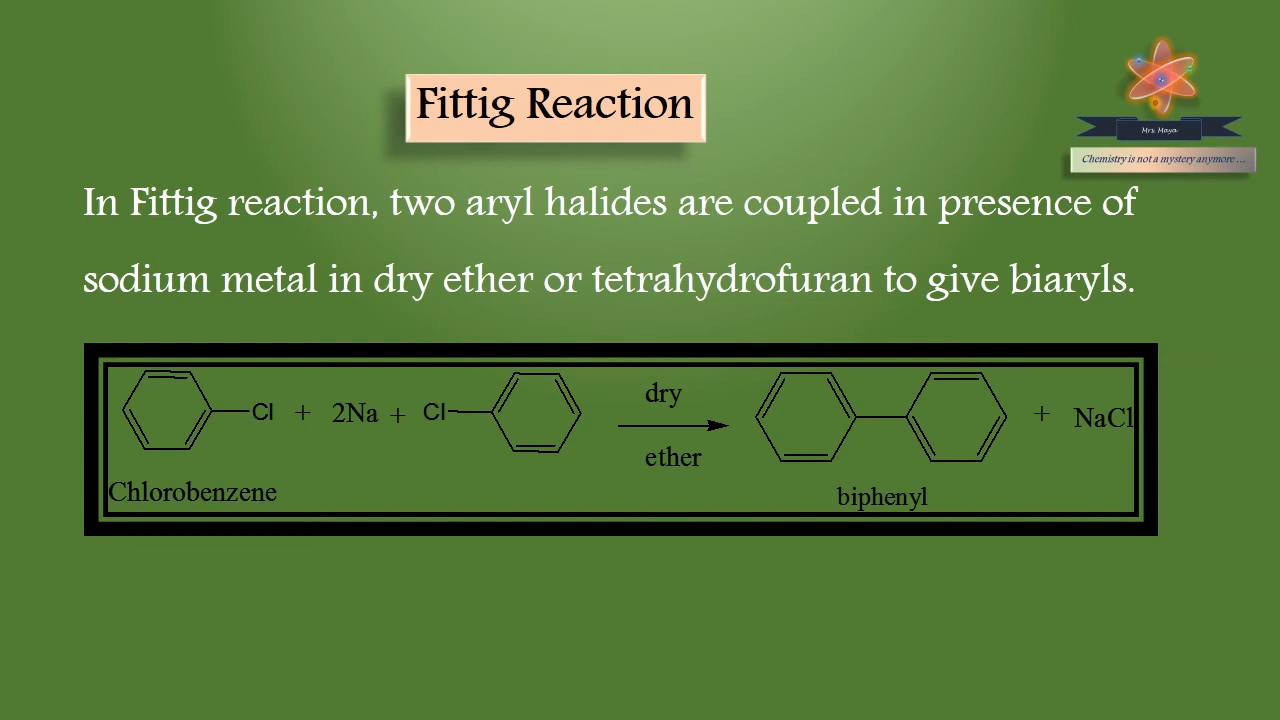 Fittig Reaction
Mrs. Maya
Chemistry is not a mystery anymore ...
In Fittig reaction, two aryl halides are coupled in presence of
sodium metal in dry ether or tetrahydrofuran to give biaryls.
Cl + 2Na + Cl dry + NaCl
ether
Chlorobenzene biphenyl